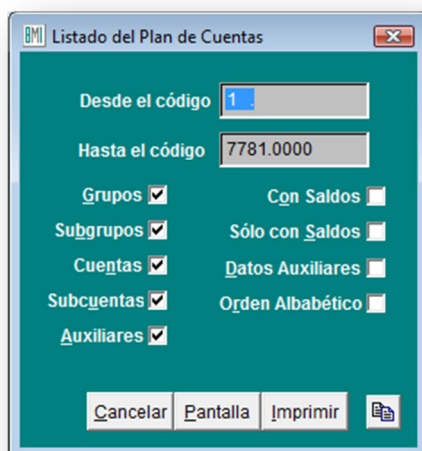 BMI Listado del Plan de Cuentas
Desde el código 1 .
Hasta el código 7781.0000
Grupos Con Saldos
Subgrupos Sólo con Saldos
Cuentas Datos Auxiliares
Subcuentas Orden Albabético
Auxiliares
Cancelar Pantalla Imprimir